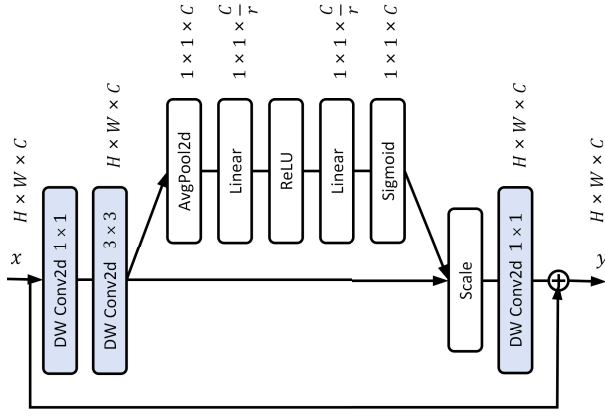 H × W × C
x
DW Conv2d 1 × 1
H × W × C
DW Conv2d 3 × 3
1 × 1 × C
AvgPool2d
1 × 1 × C/r
Linear
ReLU
1 × 1 × C/r
Linear
1 × 1 × C
Sigmoid
Scale
H × W × C
DW Conv2d 1 × 1
+
H × W × C
y